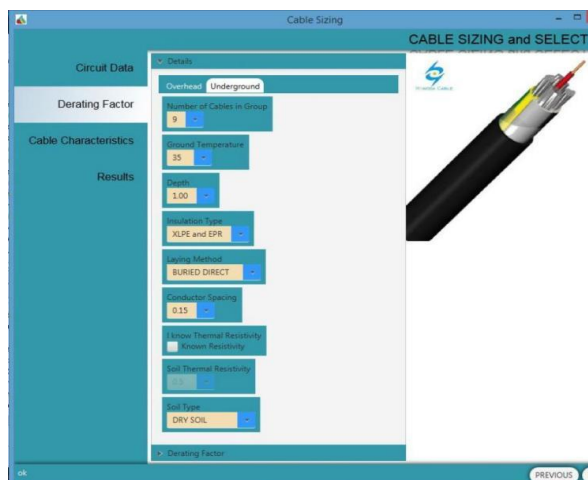 Cable Sizing
CABLE SIZING and SELECT
Circuit Data
Derating Factor
Cable Characteristics
Results
Details
Overhead Underground
Number of Cables in Group
9
Ground Temperature
35
Depth
1.00
Insulation Type
XLPE and EPR
Laying Method
BURIED DIRECT
Conductor Spacing
0.15
I know Thermal Resistivity
Known Resistivity
Soil Thermal Resistivity
Soil Type
DRY SOIL
Derating Factor
ok
PREVIOUS